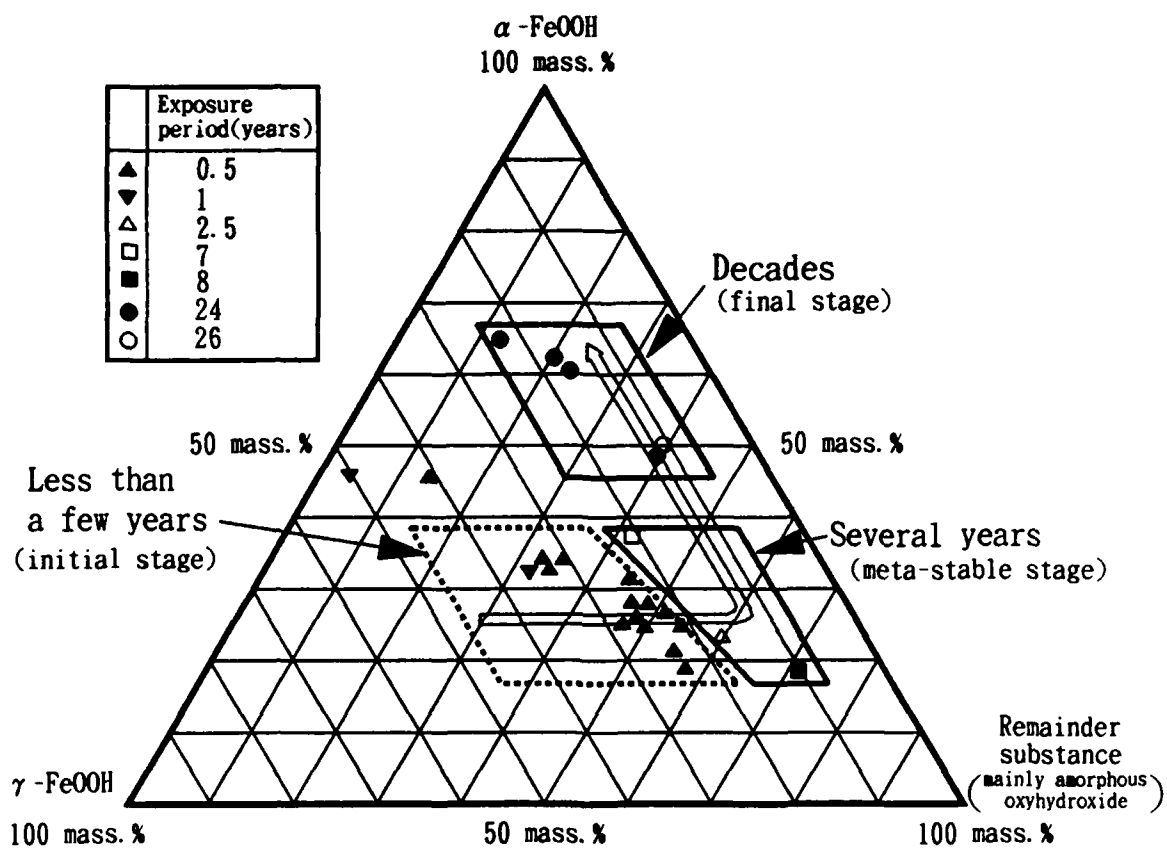 α-FeOOH
100 mass.%
Exposure
period(years)
0.5
1
2.5
7
8
24
26
Decades
(final stage)
50 mass.%
50 mass.%
Less than
a few years
(initial stage)
Several years
(meta-stable stage)
Remainder
substance
(mainly amorphous
oxyhydroxide)
γ-FeOOH
100 mass.%
50 mass.%
100 mass.%